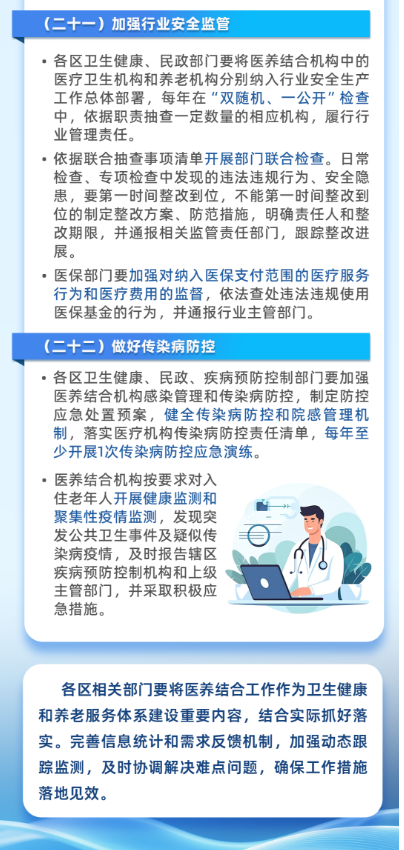 （二十一）加强行业安全监管
• 各区卫生健康、民政部门要将医养结合机构中的
医疗卫生机构和养老机构分别纳入行业安全生产
工作总体部署，每年在“双随机、一公开”检查
中，依据职责抽查一定数量的相应机构，履行行
业管理责任。
• 依据联合抽查事项清单开展部门联合检查。日常
检查、专项检查中发现的违法违规行为、安全隐
患，要第一时间整改到位，不能第一时间整改到
位的制定整改方案、防范措施，明确责任人和整
改期限，并通报相关监管责任部门，跟踪整改进
展。
• 医保部门要加强对纳入医保支付范围的医疗服务
行为和医疗费用的监督，依法查处违法违规使用
医保基金的行为，并通报行业主管部门。
（二十二）做好传染病防控
• 各区卫生健康、民政、疾病预防控制部门要加强
医养结合机构感染管理和传染病防控，制定防控
应急处置预案，健全传染病防控和院感管理机
制，落实医疗机构传染病防控责任清单，每年至
少开展1次传染病防控应急演练。
• 医养结合机构按要求对入
住老年人开展健康监测和
聚集性疫情监测，发现突
发公共卫生事件及疑似传
染病疫情，及时报告辖区
疾病预防控制机构和上级
主管部门，并采取积极应
急措施。
各区相关部门要将医养结合工作作为卫生健康
和养老服务体系建设重要内容，结合实际抓好落
实。完善信息统计和需求反馈机制，加强动态跟
踪监测，及时协调解决难点问题，确保工作措施
落地见效。